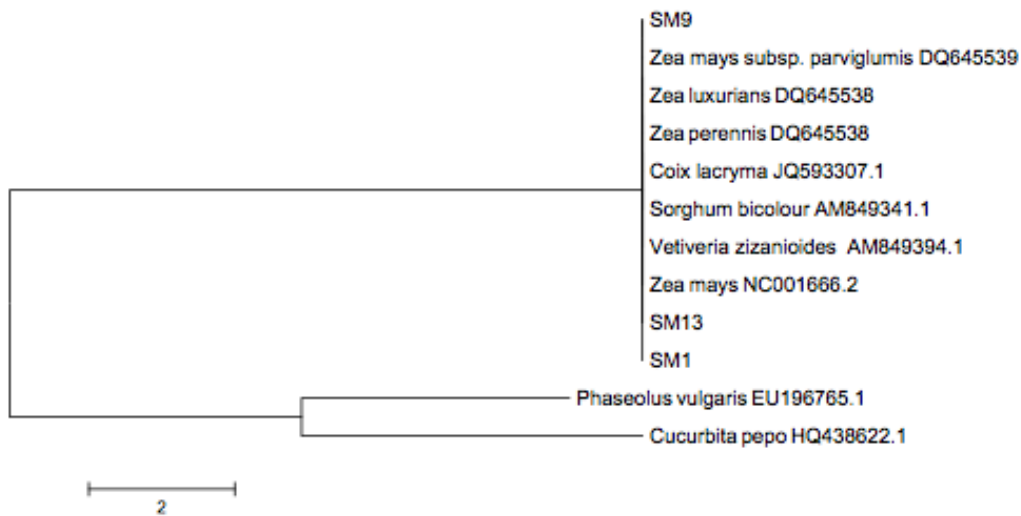 SM9
Zea mays subsp. parviglumis DQ645539
Zea luxurians DQ645538
Zea perennis DQ645538
Coix lacryma JQ593307.1
Sorghum bicolour AM849341.1
Vetiveria zizanioides AM849394.1
Zea mays NC001666.2
SM13
SM1
Phaseolus vulgaris EU196765.1
Cucurbita pepo HQ438622.1
2